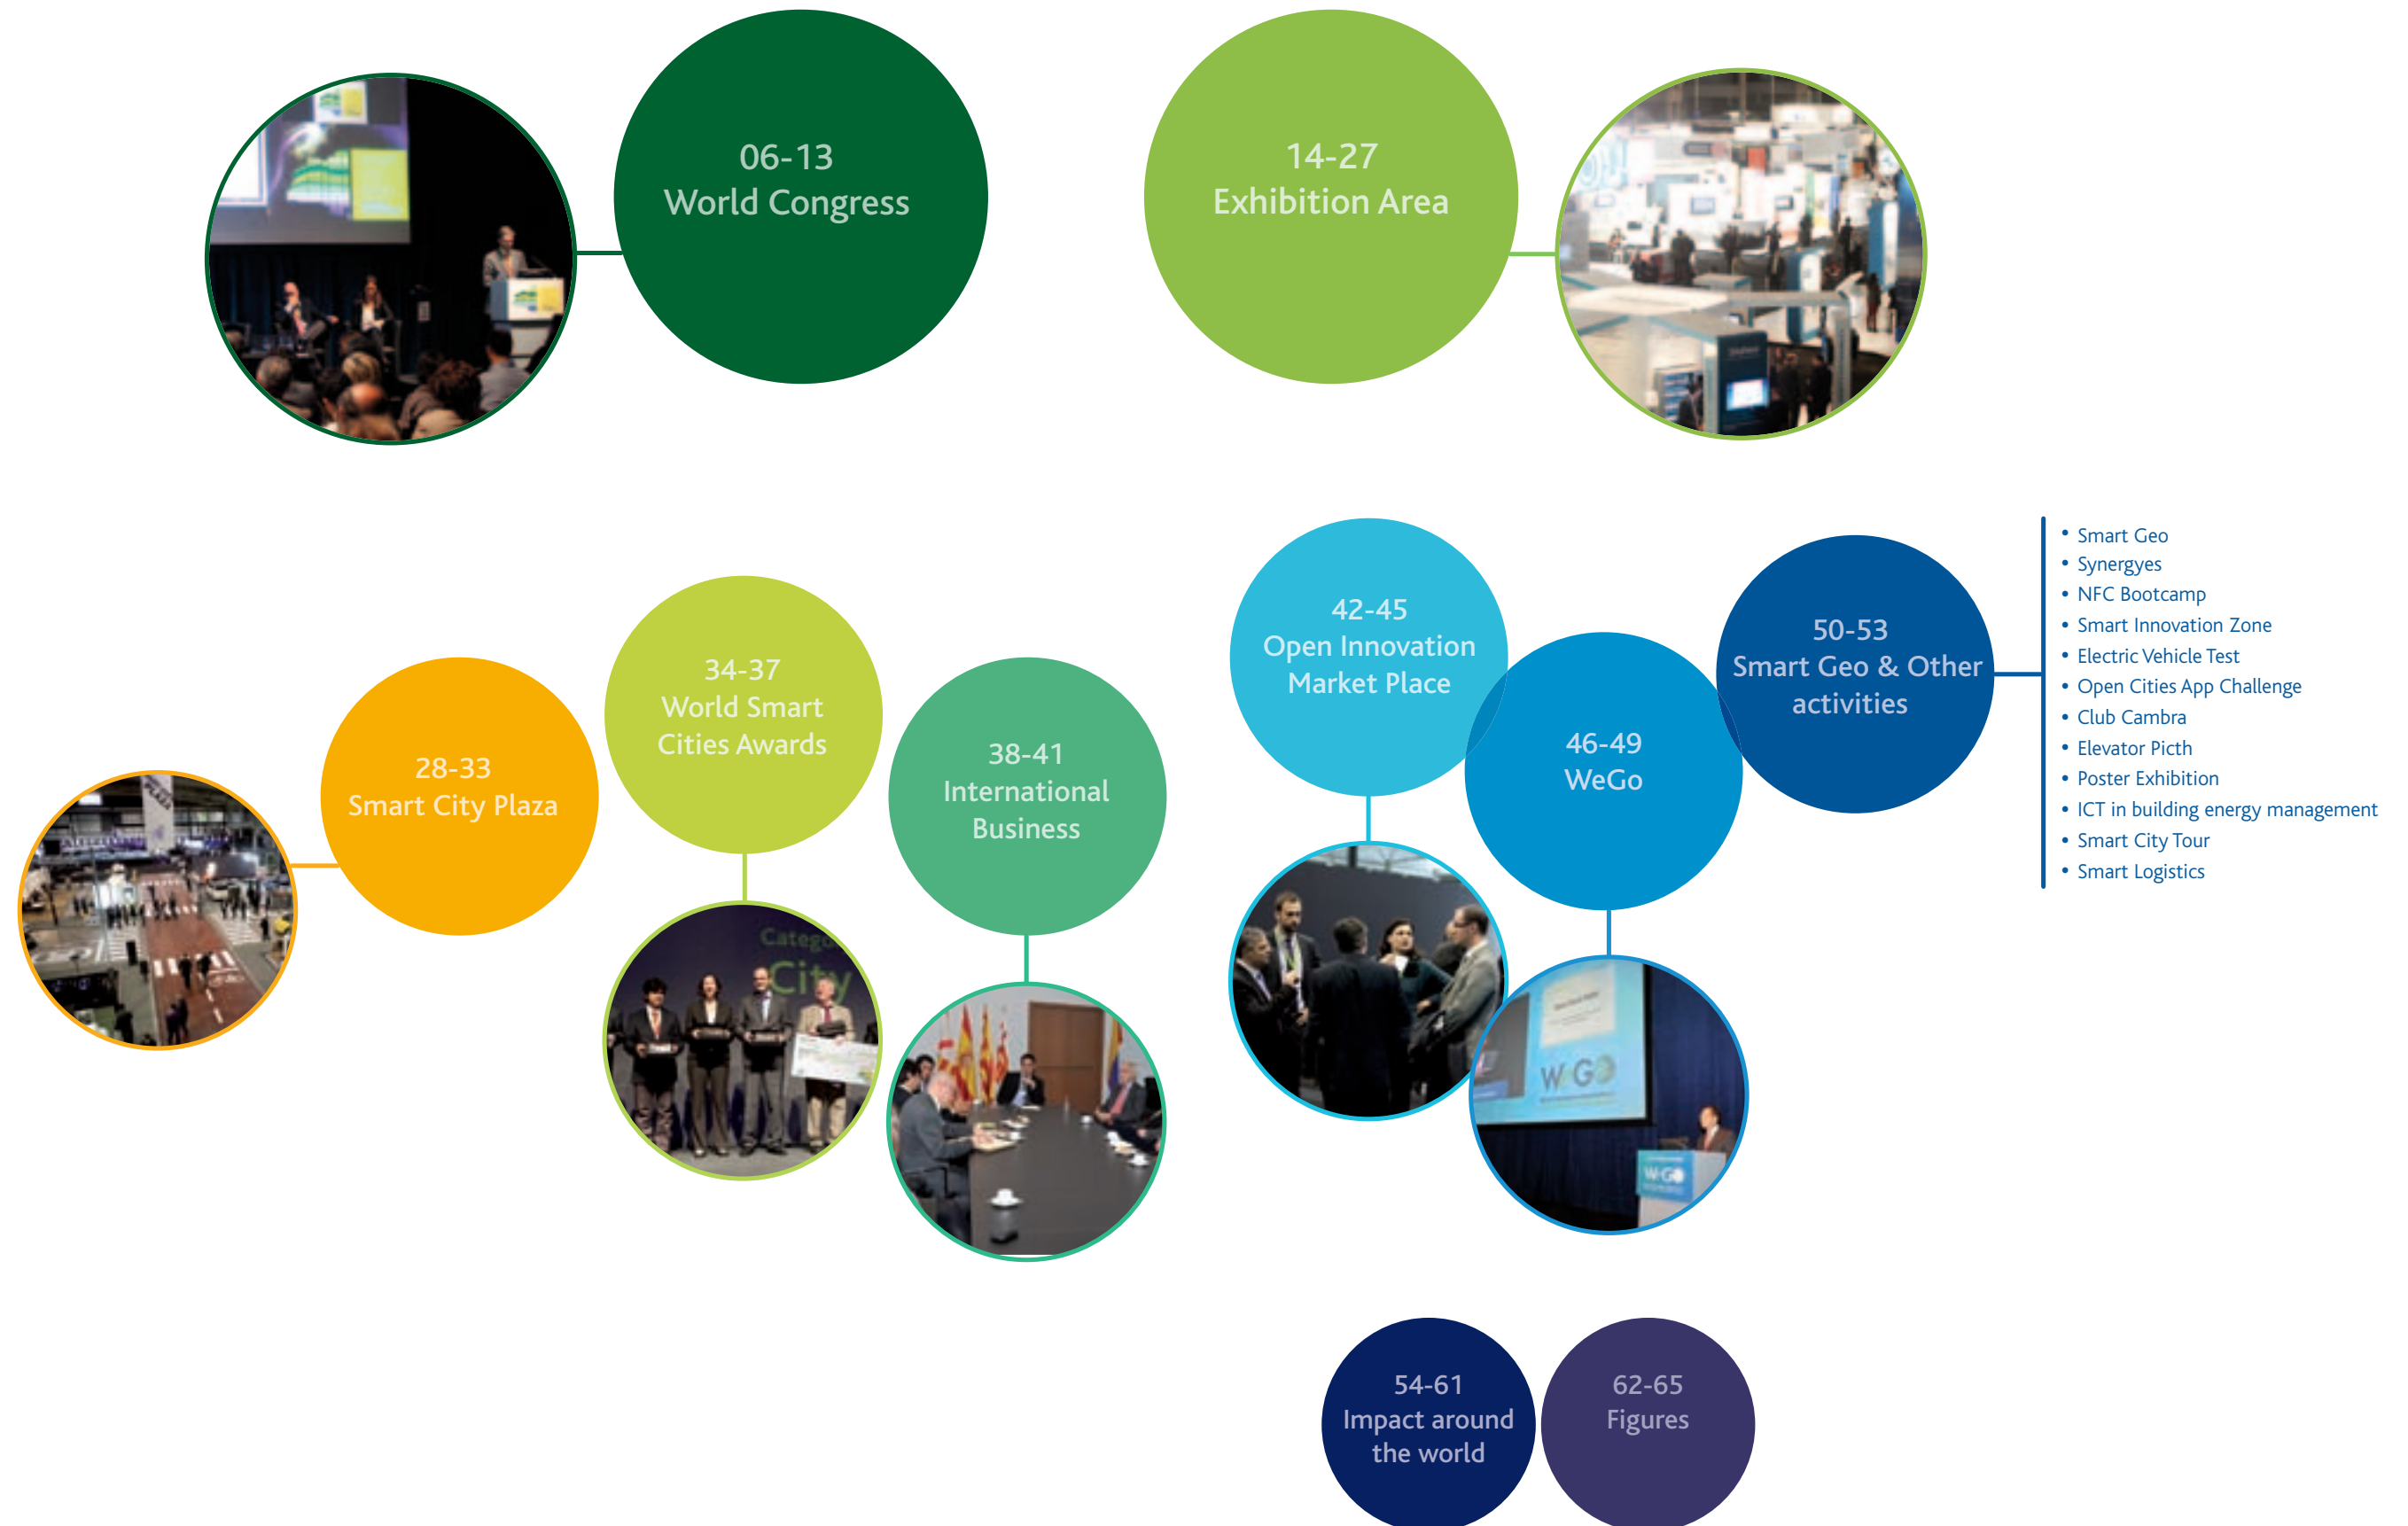 06-13
World Congress
14-27
Exhibition Area
28-33
Smart City Plaza
34-37
World Smart
Cities Awards
38-41
International
Business
42-45
Open Innovation
Market Place
46-49
WeGo
50-53
Smart Geo & Other
activities
• Smart Geo
• Synergyes
• NFC Bootcamp
• Smart Innovation Zone
• Electric Vehicle Test
• Open Cities App Challenge
• Club Cambra
• Elevator Picth
• Poster Exhibition
• ICT in building energy management
• Smart City Tour
• Smart Logistics
PLAZA
City
WeGO
WeGO
54-61
Impact around
the world
62-65
Figures